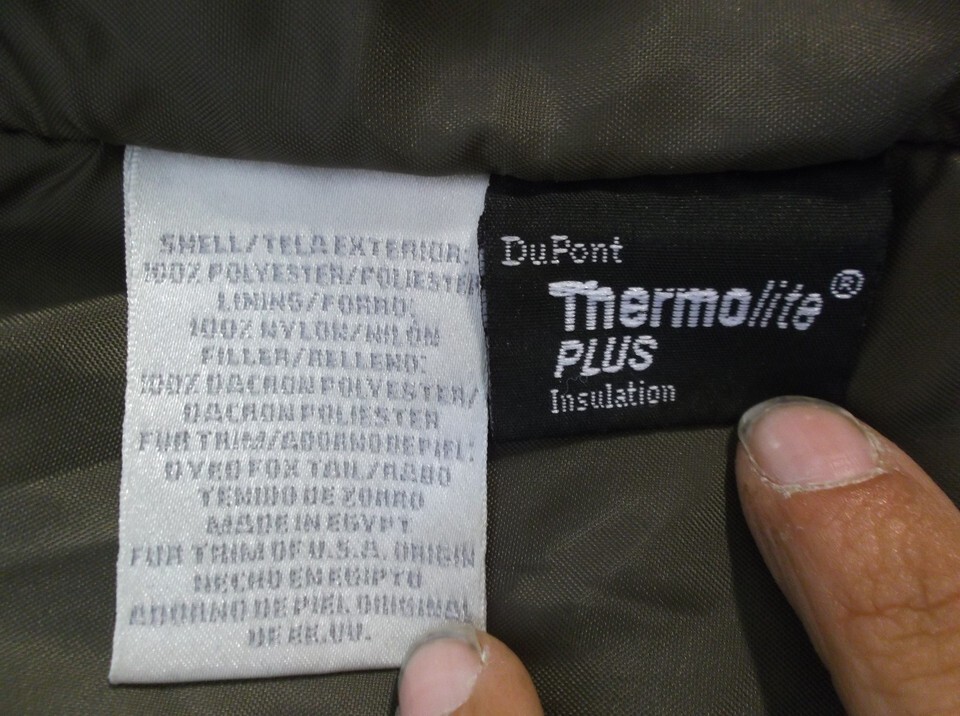 SHELL/TELA EXTERIOR:
100% POLYESTER/POLIESTER
LINING/FORRO:
100% NYLON/NILON
FILLER/RELLENO:
100% DACRON POLYESTER/
DACRON POLIESTER
FUR TRIM/ADORNO DE PIEL:
DYED FOX TAIL/RABO
TENIDO DE ZORRO
MADE IN EGYPT
FUR TRIM OF U.S.A. ORIGIN
HECHO EN EGIPTO
ADORNO DE PIEL ORIGINAL
DE EE.UU.
DuPont
Thermolite®
PLUS
Insulation